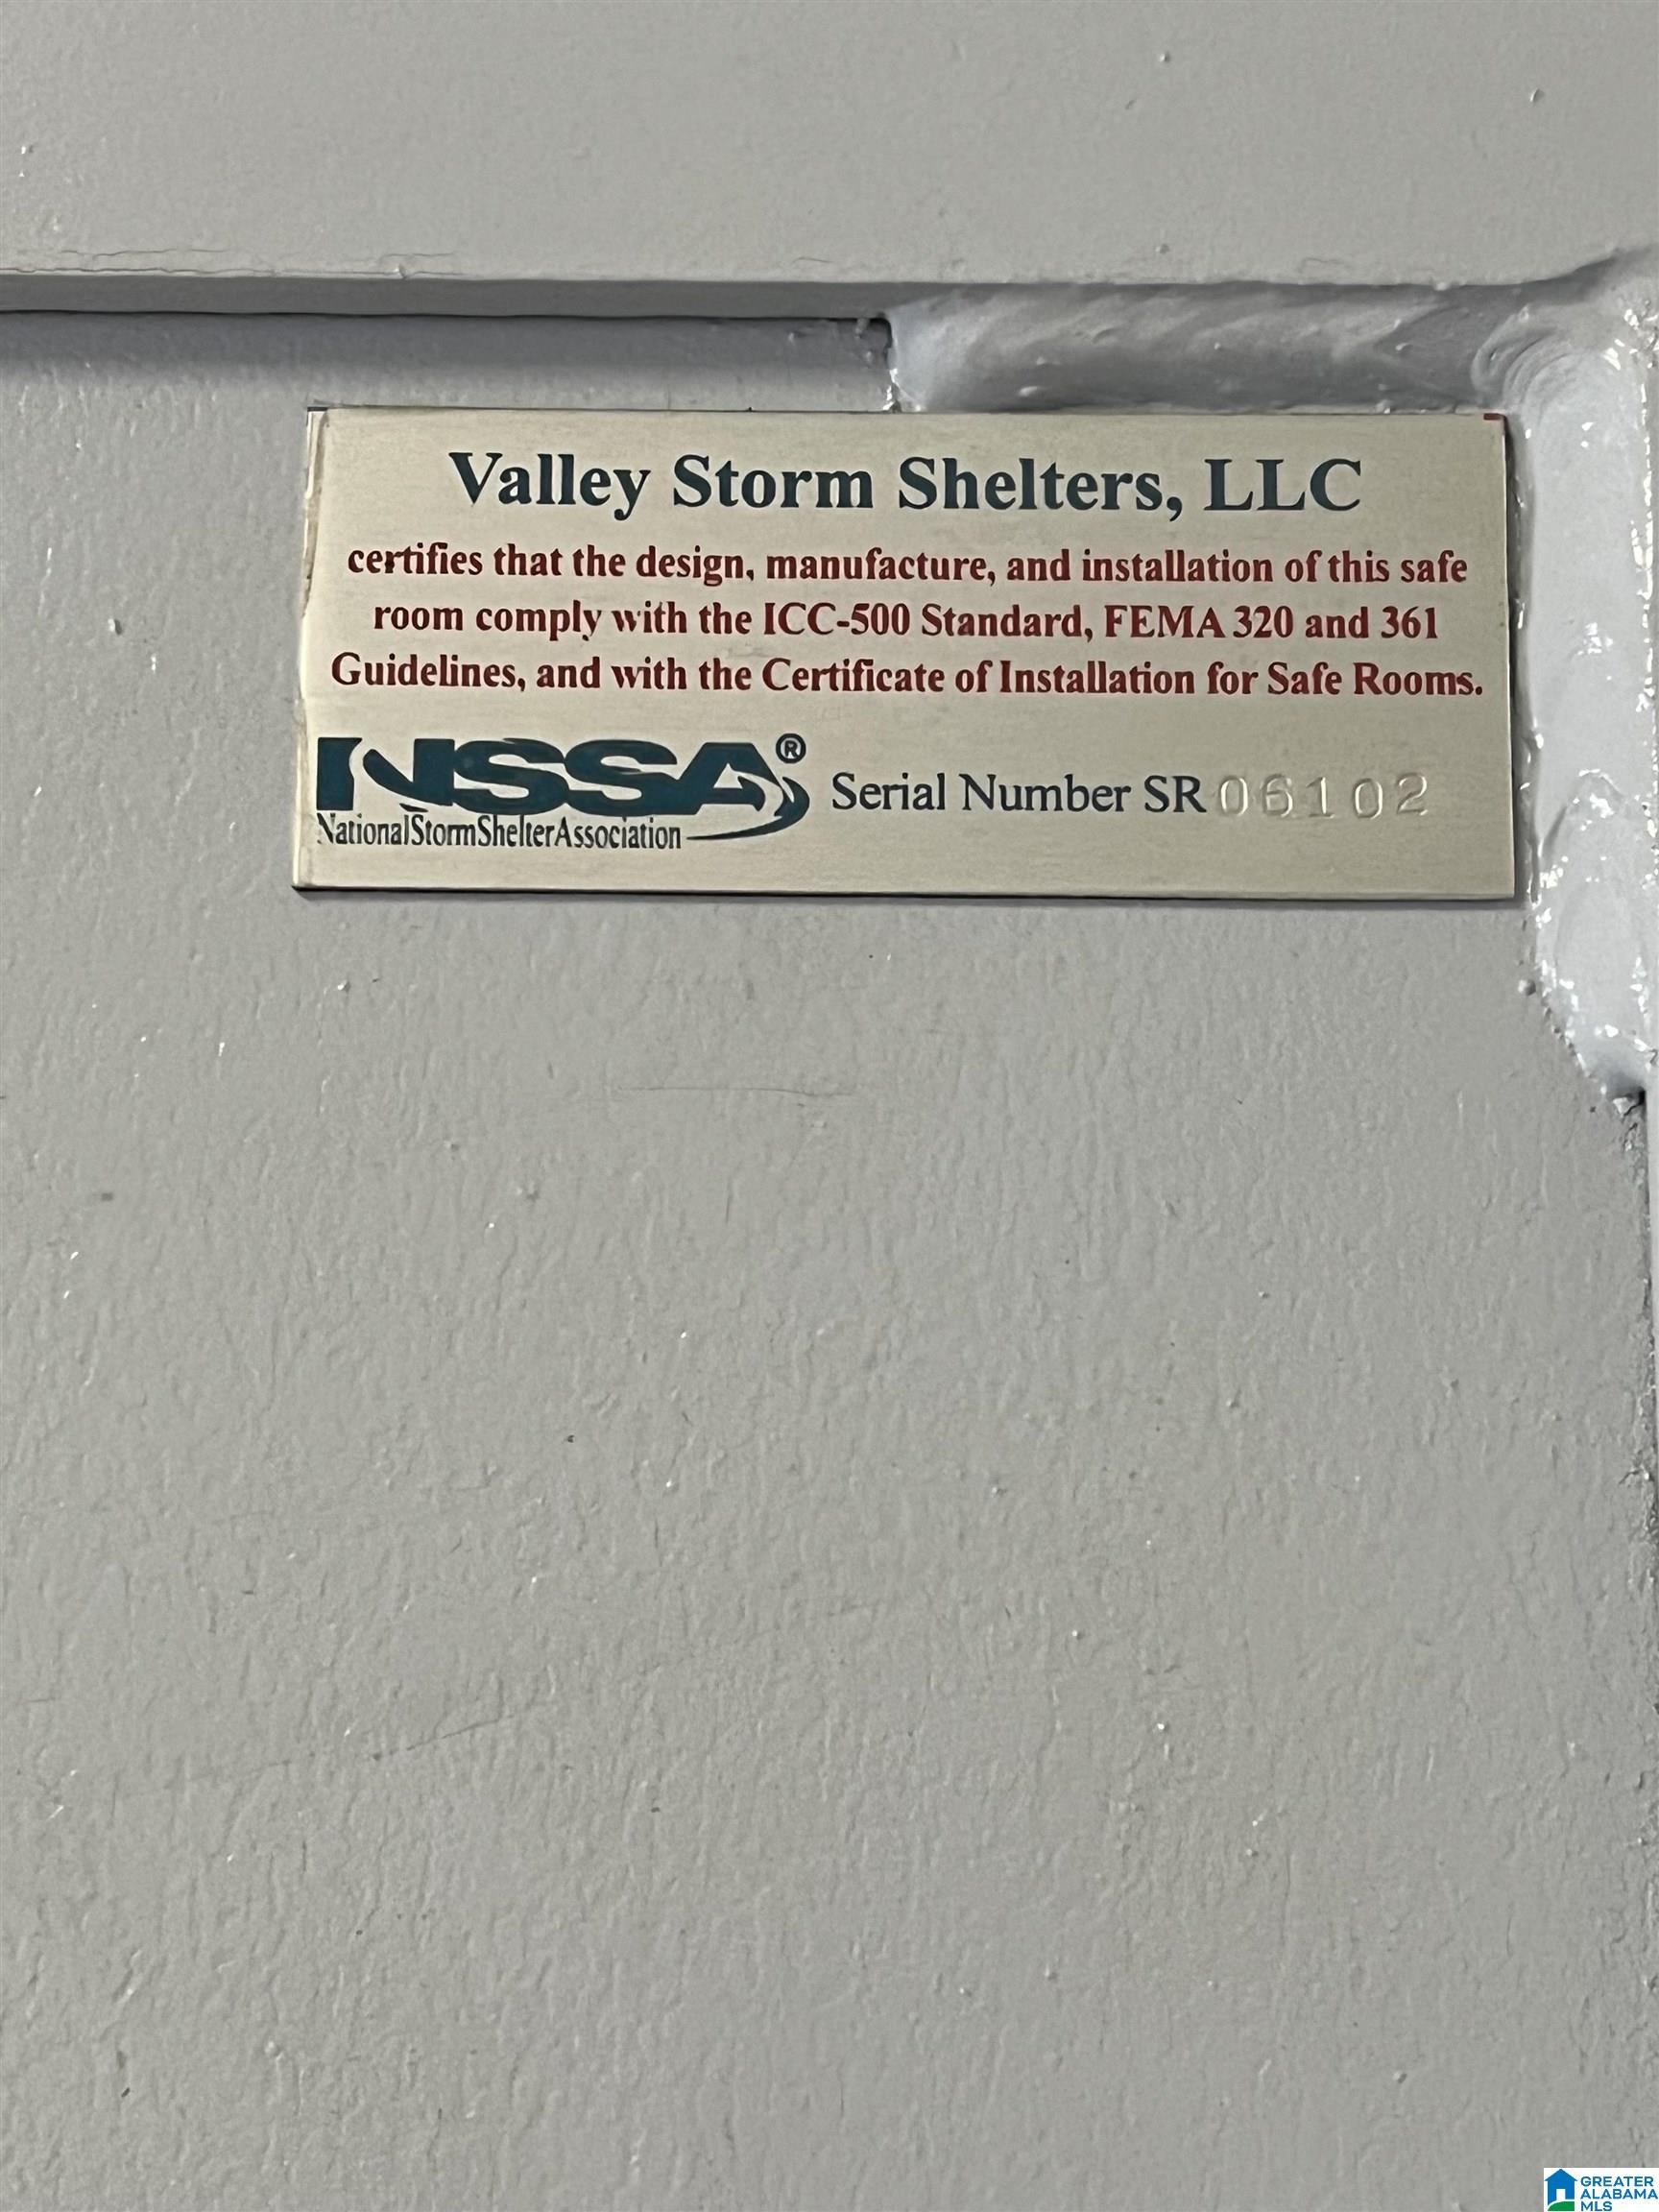 Valley Storm Shelters, LLC
certifies that the design, manufacture, and installation of this safe
room comply with the ICC-500 Standard, FEMA 320 and 361
Guidelines, and with the Certificate of Installation for Safe Rooms.
NSSA®
NationalStormShelterAssociation
Serial Number SR 06102
GREATER
ALABAMA
MLS